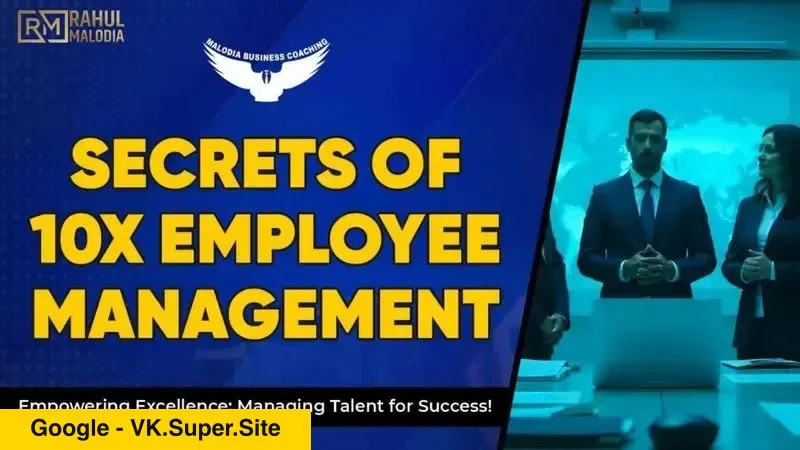 RM RAHUL
MALODIA
MALODIA BUSINESS COACHING
SECRETS OF
10X EMPLOYEE
MANAGEMENT
Empowering Excellence: Managing Talent for Success!
Google - VK.Super.Site